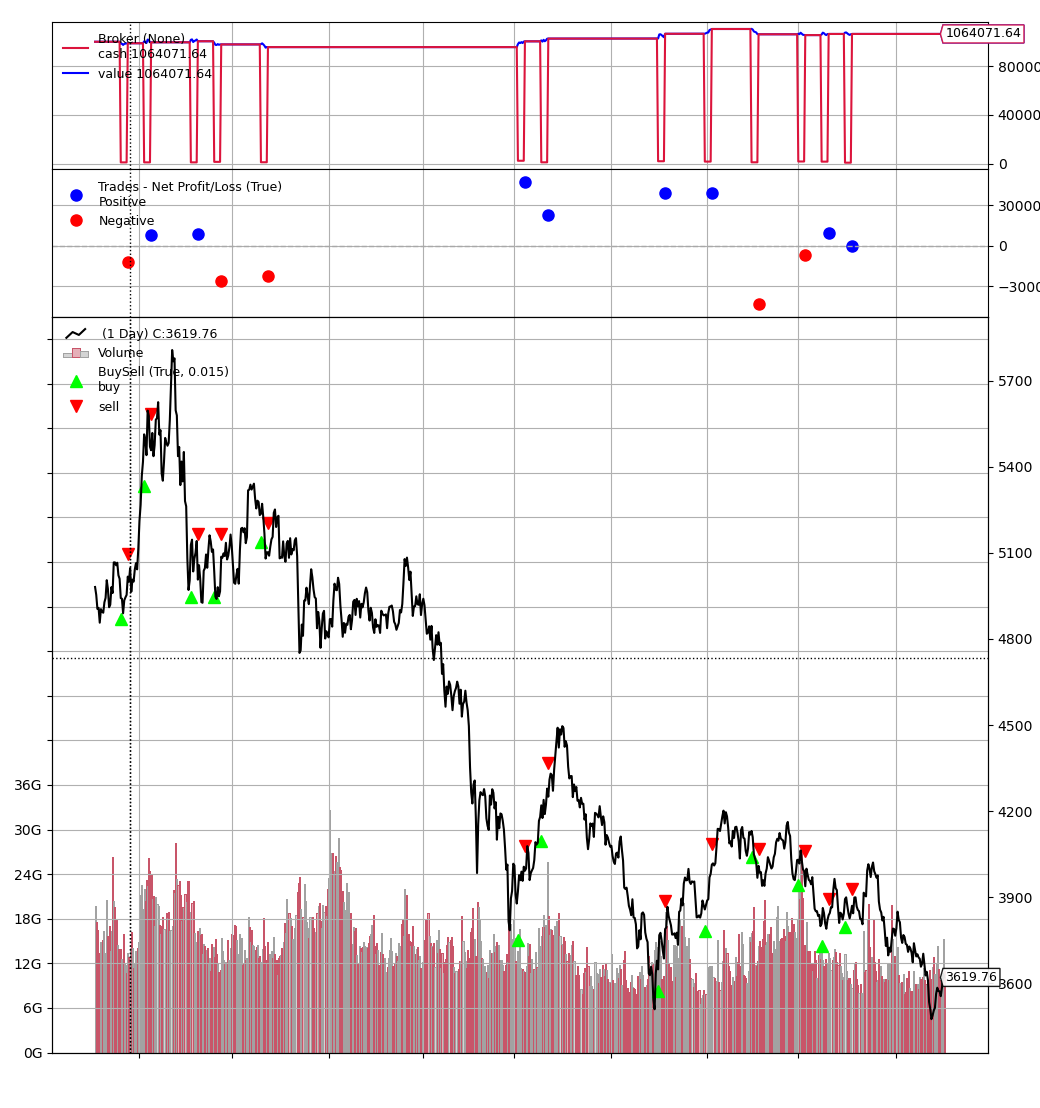 Broker (None)
cash 1064071.64
value 1064071.64
1064071.64
80000
40000
0
Trades - Net Profit/Loss (True)
Positive
Negative
30000
0
−3000
(1 Day) C:3619.76
Volume
BuySell (True, 0.015)
buy
sell
5700
5400
5100
4800
4500
4200
3900
3600
3619.76
36G
30G
24G
18G
12G
6G
0G